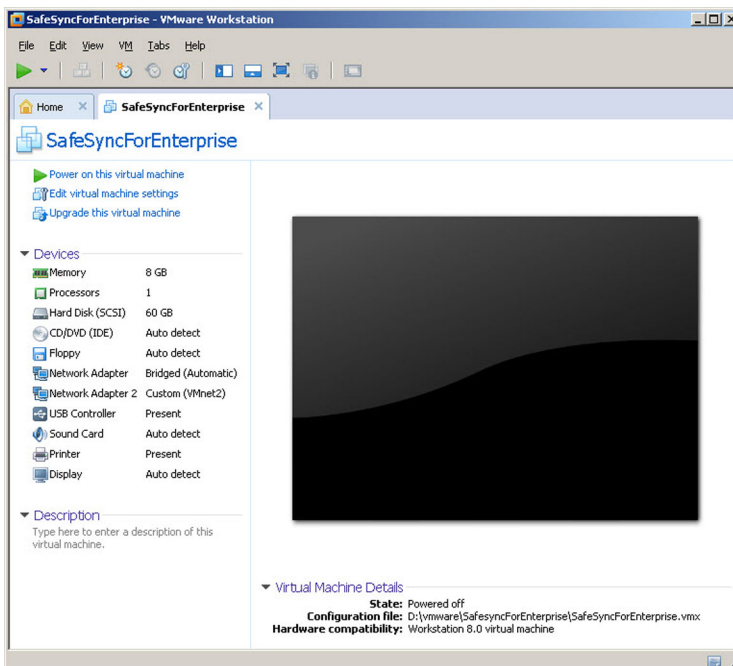 SafeSyncForEnterprise - VMware Workstation
File Edit View VM Tabs Help
Home SafeSyncForEnterprise
SafeSyncForEnterprise
Power on this virtual machine
Edit virtual machine settings
Upgrade this virtual machine
Devices
Memory 8 GB
Processors 1
Hard Disk (SCSI) 60 GB
CD/DVD (IDE) Auto detect
Floppy Auto detect
Network Adapter Bridged (Automatic)
Network Adapter 2 Custom (VMnet2)
USB Controller Present
Sound Card Auto detect
Printer Present
Display Auto detect
Description
Type here to enter a description of this
virtual machine.
Virtual Machine Details
State: Powered off
Configuration file: D:\vmware\SafesyncForEnterprise\SafeSyncForEnterprise.vmx
Hardware compatibility: Workstation 8.0 virtual machine